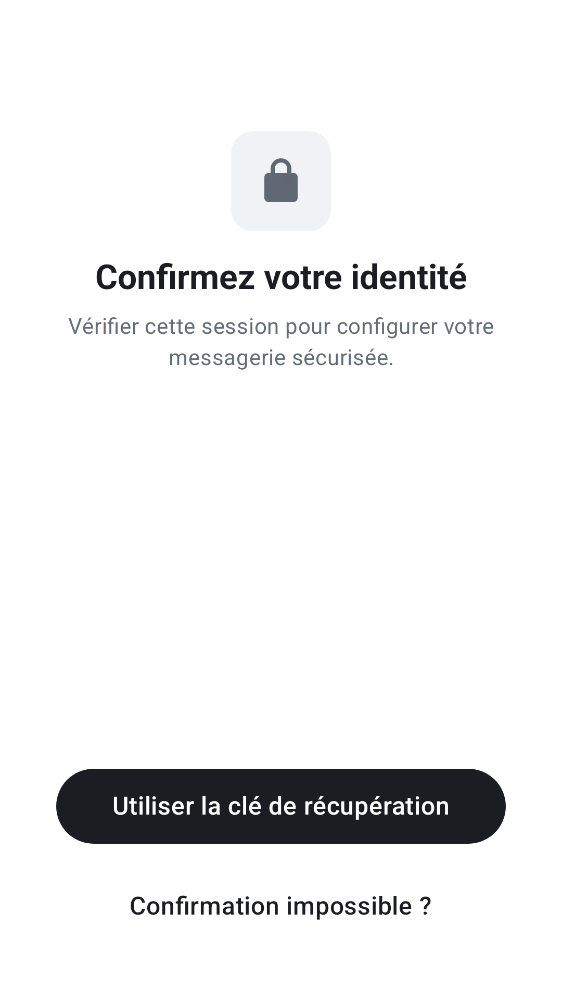 Confirmez votre identité
Vérifier cette session pour configurer votre
messagerie sécurisée.
Utiliser la clé de récupération
Confirmation impossible ?